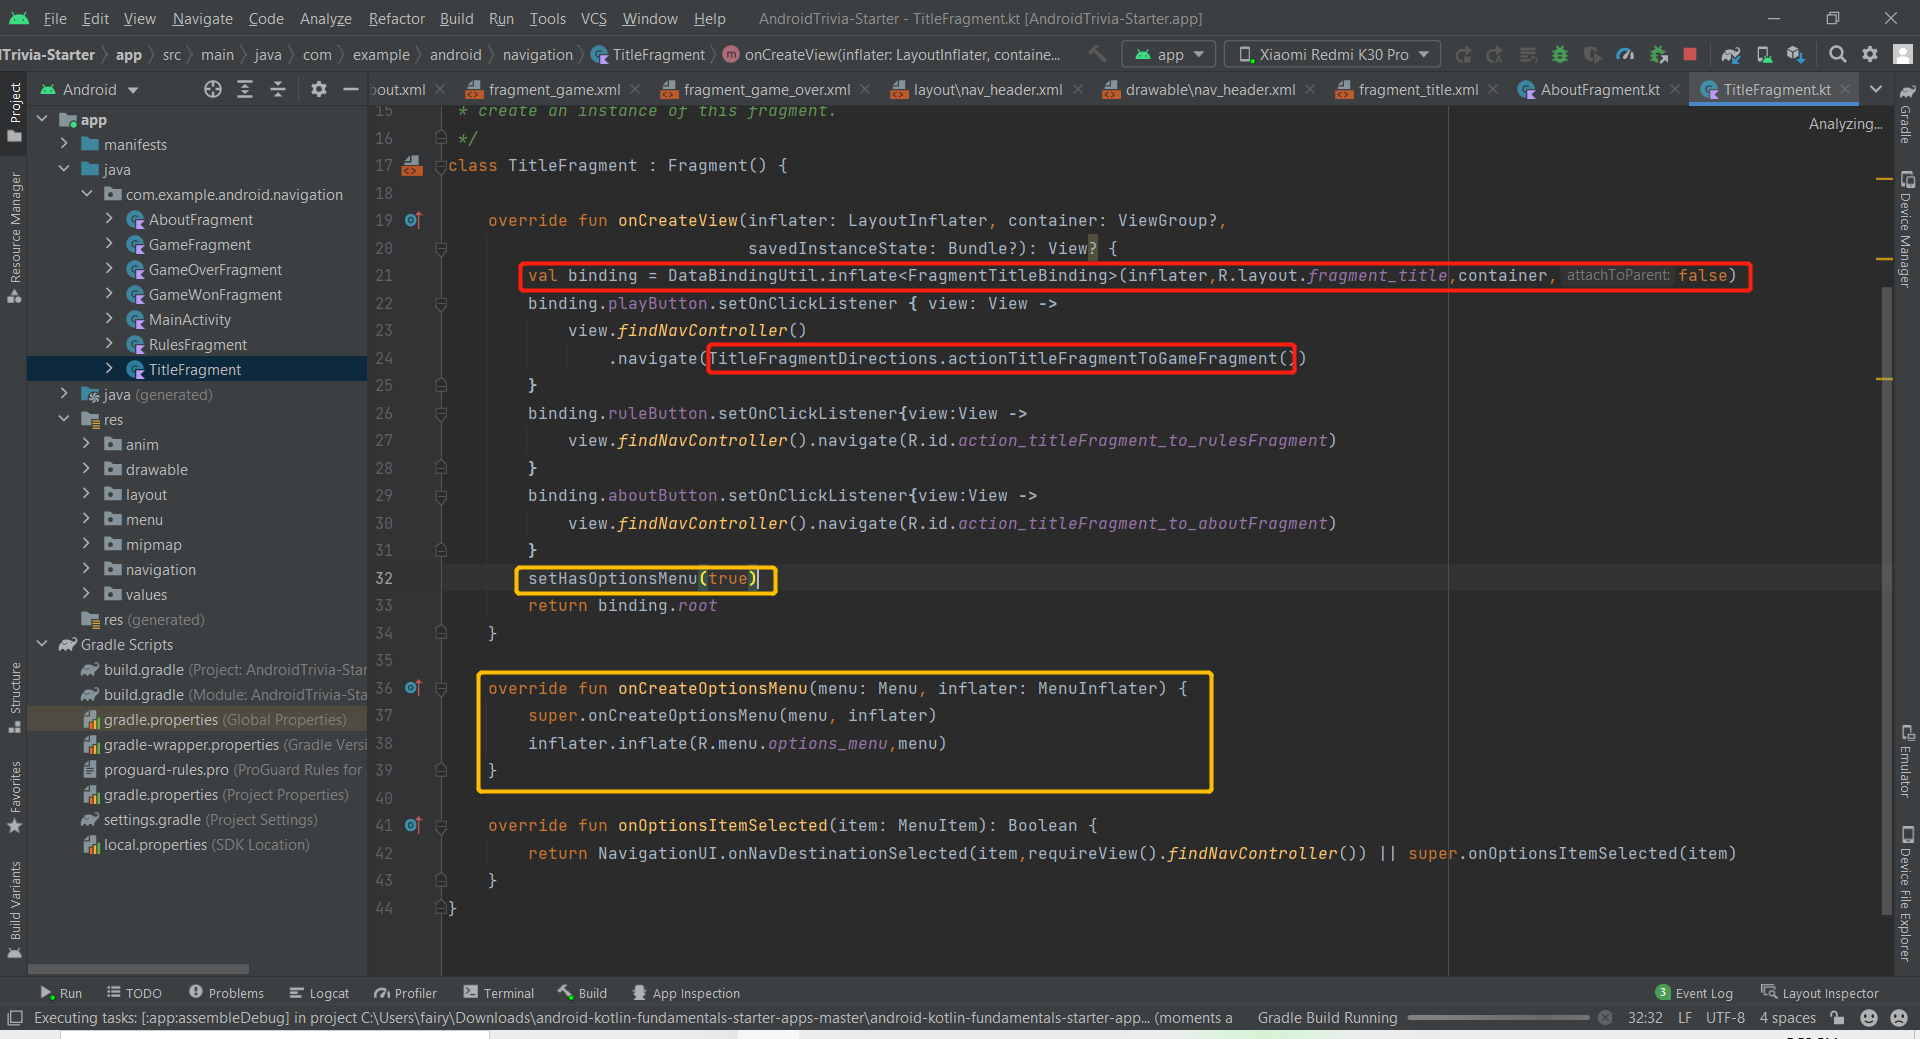 File Edit View Navigate Code Analyze Refactor Build Run Tools VCS Window Help AndroidTrivia-Starter - TitleFragment.kt [AndroidTrivia-Starter.app]
dTrivia-Starter app src main java com example android navigation TitleFragment m onCreateView(inflater: LayoutInflater, containe... app Xiaomi Redmi K30 Pro
Android bout.xml fragment_game.xml fragment_game_over.xml layout\nav_header.xml drawable\nav_header.xml fragment_title.xml AboutFragment.kt TitleFragment.kt
Analyzing...
Project
Resource Manager
Structure
Favorites
Build Variants
app
manifests
java
com.example.android.navigation
AboutFragment
GameFragment
GameOverFragment
GameWonFragment
MainActivity
RulesFragment
TitleFragment
java (generated)
res
anim
drawable
layout
menu
mipmap
navigation
values
res (generated)
Gradle Scripts
build.gradle (Project: AndroidTrivia-Star
build.gradle (Module: AndroidTrivia-Sta
gradle.properties (Global Properties)
gradle-wrapper.properties (Gradle Versi
proguard-rules.pro (ProGuard Rules for
gradle.properties (Project Properties)
settings.gradle (Project Settings)
local.properties (SDK Location)
15 * create an instance of this fragment.
16 */
17 class TitleFragment : Fragment() {
18
19 override fun onCreateView(inflater: LayoutInflater, container: ViewGroup?,
20 savedInstanceState: Bundle?): View? {
21 val binding = DataBindingUtil.inflate<FragmentTitleBinding>(inflater,R.layout.fragment_title,container, attachToParent: false)
22 binding.playButton.setOnClickListener { view: View ->
23 view.findNavController()
24 .navigate(TitleFragmentDirections.actionTitleFragmentToGameFragment())
25 }
26 binding.ruleButton.setOnClickListener{view:View ->
27 view.findNavController().navigate(R.id.action_titleFragment_to_rulesFragment)
28 }
29 binding.aboutButton.setOnClickListener{view:View ->
30 view.findNavController().navigate(R.id.action_titleFragment_to_aboutFragment)
31 }
32 setHasOptionsMenu(true)
33 return binding.root
34 }
35
36 override fun onCreateOptionsMenu(menu: Menu, inflater: MenuInflater) {
37 super.onCreateOptionsMenu(menu, inflater)
38 inflater.inflate(R.menu.options_menu,menu)
39 }
40
41 override fun onOptionsItemSelected(item: MenuItem): Boolean {
42 return NavigationUI.onNavDestinationSelected(item,requireView().findNavController()) || super.onOptionsItemSelected(item)
43 }
44 }
Gradle
Device Manager
Emulator
Device File Explorer
Run TODO Problems Logcat Profiler Terminal Build App Inspection 3 Event Log Layout Inspector
Executing tasks: [:app:assembleDebug] in project C:\Users\fairy\Downloads\android-kotlin-fundamentals-starter-apps-master\android-kotlin-fundamentals-starter-app... (moments a Gradle Build Running 32:32 LF UTF-8 4 spaces